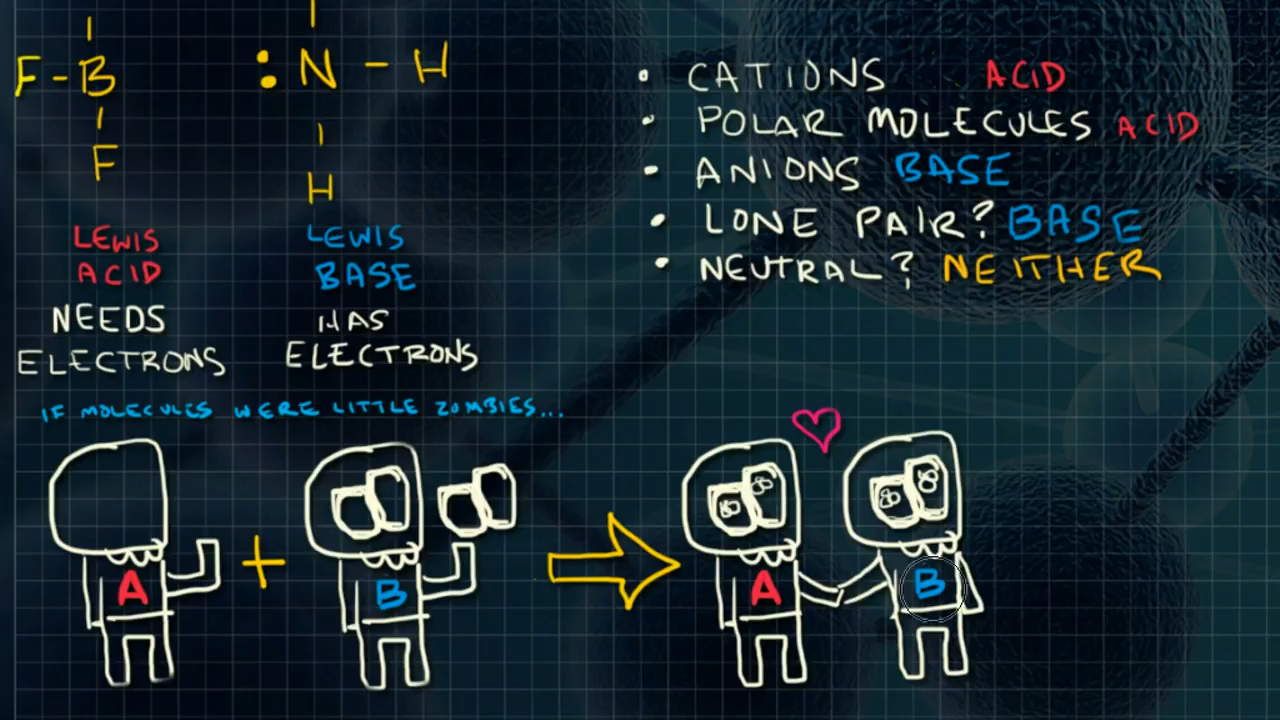 F-B
F
: N - H
H
LEWIS
ACID
NEEDS
ELECTRONS
LEWIS
BASE
HAS
ELECTRONS
• CATIONS ACID
• POLAR MOLECULES ACID
• ANIONS BASE
• LONE PAIR? BASE
• NEUTRAL? NEITHER
IF MOLECULES WERE LITTLE ZOMBIES...
A + B A B